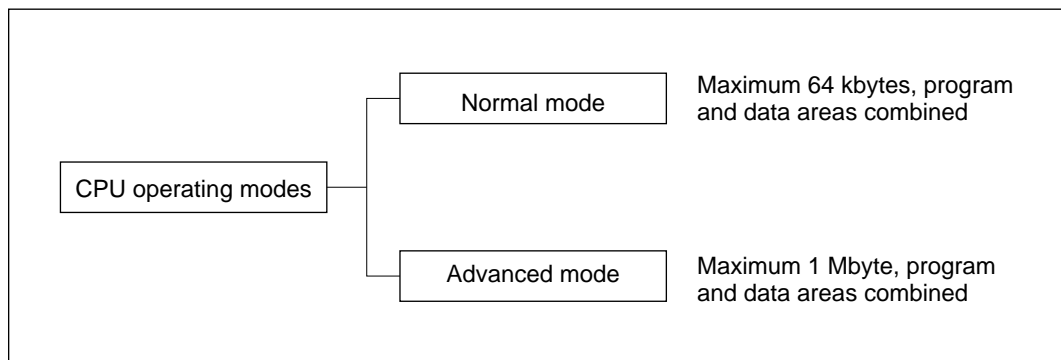 Normal mode
Maximum 64 kbytes, program
and data areas combined
CPU operating modes
Advanced mode
Maximum 1 Mbyte, program
and data areas combined